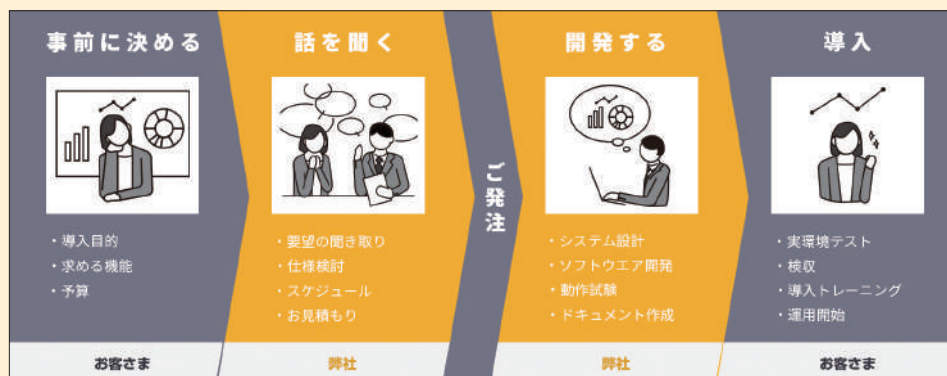 事前に決める
・導入目的
・求める機能
・予算
お客さま
話を聞く
・要望の聞き取り
・仕様検討
・スケジュール
・お見積もり
弊社
ご発注
開発する
・システム設計
・ソフトウエア開発
・動作試験
・ドキュメント作成
弊社
導入
・実環境テスト
・検収
・導入トレーニング
・運用開始
お客さま